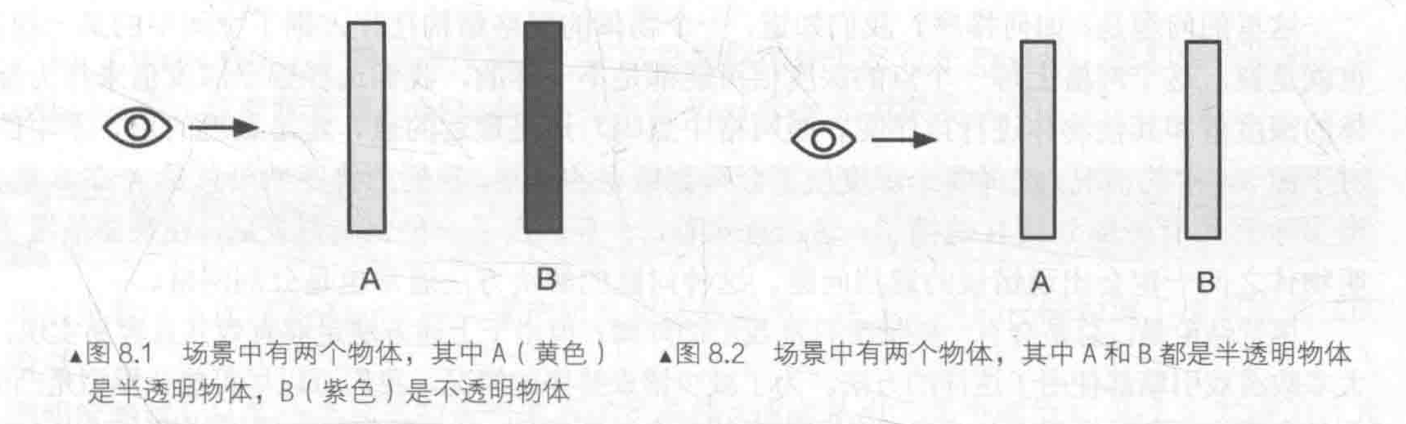 A
B
▲图 8.1 场景中有两个物体，其中 A（黄色）
是半透明物体，B（紫色）是不透明物体
A
B
▲图 8.2 场景中有两个物体，其中 A 和 B 都是半透明物体